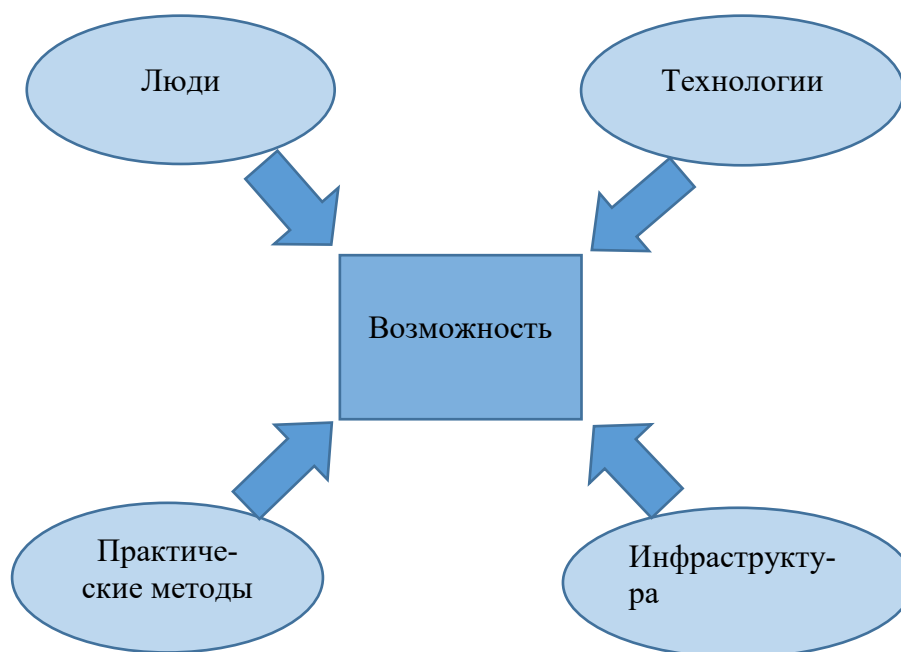 Люди
Технологии
Возможность
Практиче-
ские методы
Инфраструкту-
ра